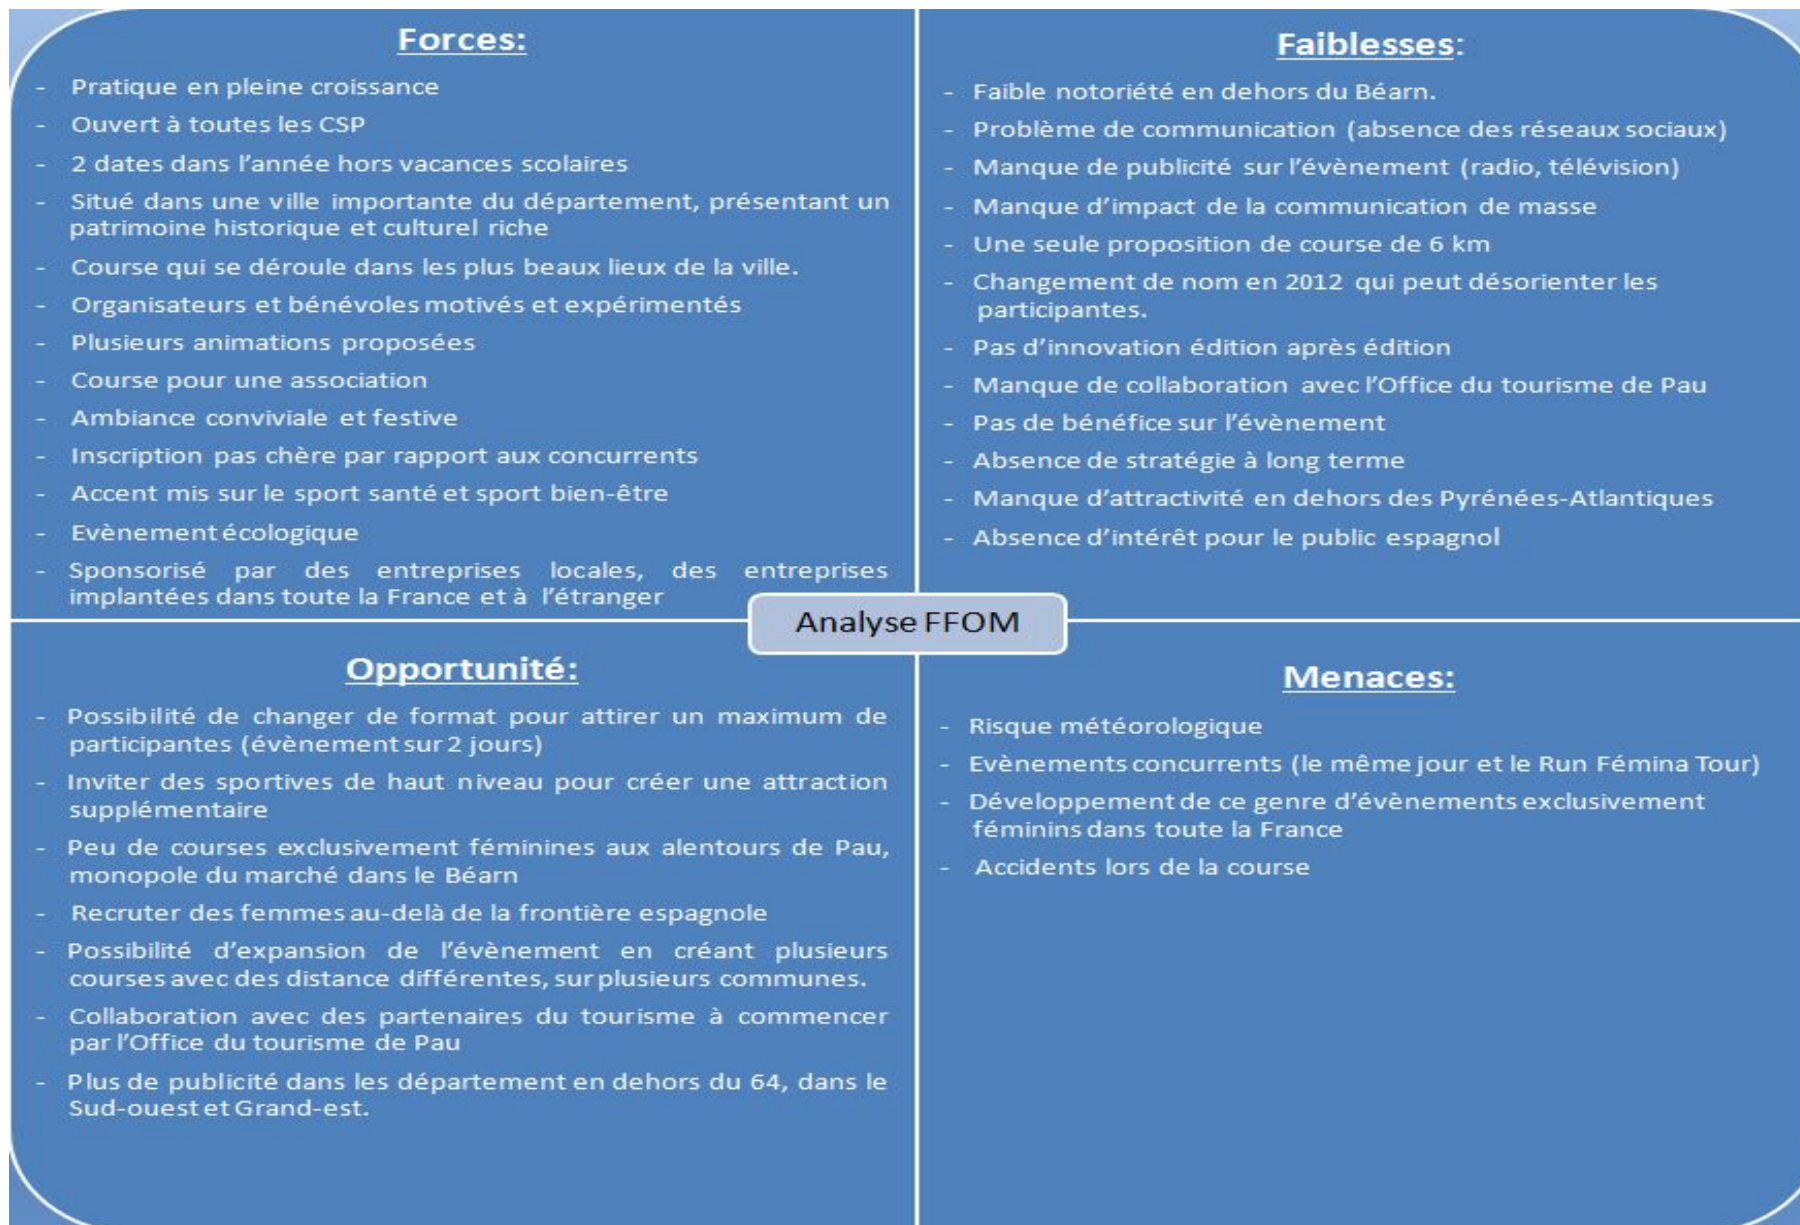 Forces:
- Pratique en pleine croissance
- Ouvert à toutes les CSP
- 2 dates dans l'année hors vacances scolaires
- Situé dans une ville importante du département, présentant un
patrimoine historique et culturel riche
- Course qui se déroule dans les plus beaux lieux de la ville.
- Organisateurs et bénévoles motivés et expérimentés
- Plusieurs animations proposées
- Course pour une association
- Ambiance conviviale et festive
- Inscription pas chère par rapport aux concurrents
- Accent mis sur le sport santé et sport bien-être
- Evènement écologique
- Sponsorisé par des entreprises locales, des entreprises
implantées dans toute la France et à l'étranger
Faiblesses:
- Faible notoriété en dehors du Béarn.
- Problème de communication (absence des réseaux sociaux)
- Manque de publicité sur l'évènement (radio, télévision)
- Manque d'impact de la communication de masse
- Une seule proposition de course de 6 km
- Changement de nom en 2012 qui peut désorienter les
participantes.
- Pas d'innovation édition après édition
- Manque de collaboration avec l'Office du tourisme de Pau
- Pas de bénéfice sur l'évènement
- Absence de stratégie à long terme
- Manque d'attractivité en dehors des Pyrénées-Atlantiques
- Absence d'intérêt pour le public espagnol
Analyse FFOM
Opportunité:
- Possibilité de changer de format pour attirer un maximum de
participantes (évènement sur 2 jours)
- Inviter des sportives de haut niveau pour créer une attraction
supplémentaire
- Peu de courses exclusivement féminines aux alentours de Pau,
monopole du marché dans le Béarn
- Recruter des femmes au-delà de la frontière espagnole
- Possibilité d'expansion de l'évènement en créant plusieurs
courses avec des distance différentes, sur plusieurs communes.
- Collaboration avec des partenaires du tourisme à commencer
par l'Office du tourisme de Pau
- Plus de publicité dans les département en dehors du 64, dans le
Sud-ouest et Grand-est.
Menaces:
- Risque météorologique
- Evènements concurrents (le même jour et le Run Fémina Tour)
- Développement de ce genre d'évènements exclusivement
féminins dans toute la France
- Accidents lors de la course